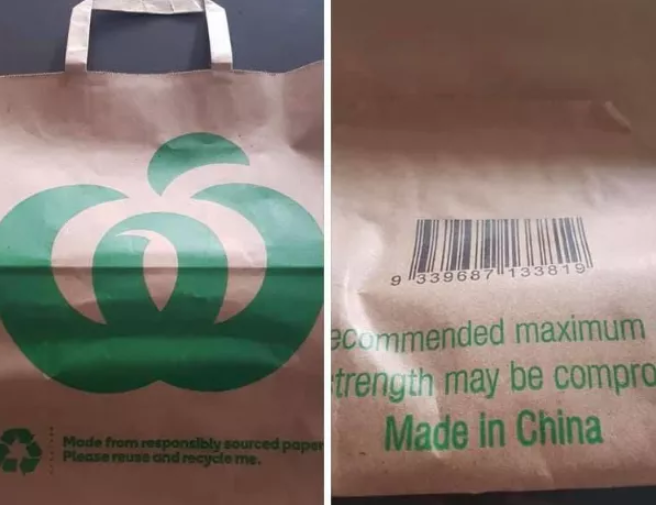 Made from responsibly sourced paper
Please reuse and recycle me.
9 339687 133819
ecommended maximum
trength may be compro
Made in China